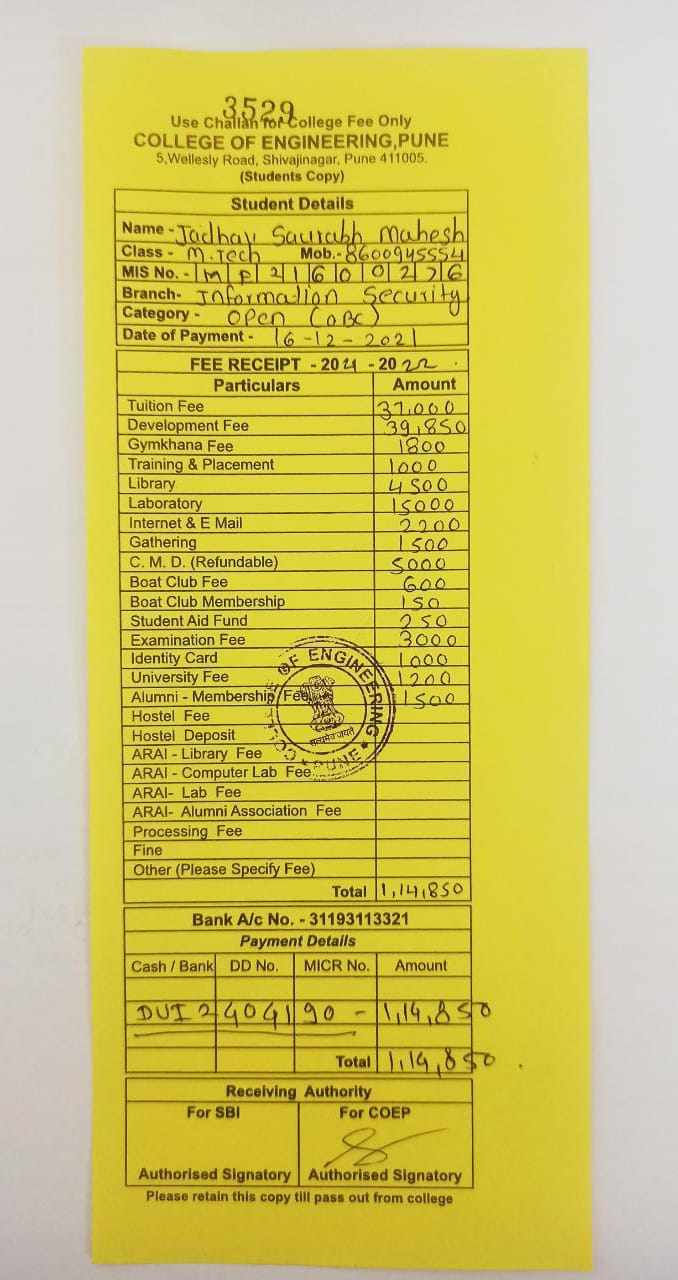 3529
Use Challan for College Fee Only
COLLEGE OF ENGINEERING,PUNE
5,Wellesly Road, Shivajinagar, Pune 411005.
(Students Copy)
Student Details
Name - Jadhav Saurabh Mahesh
Class - M.Tech Mob.- 8600945554
MIS No. - M F 2 1 6 0 0 2 7 6
Branch- Information Security
Category - OPEN (OBC)
Date of Payment - 16-12-2021
FEE RECEIPT - 2021 - 2022
Particulars Amount
Tuition Fee 37,000
Development Fee 39,850
Gymkhana Fee 1800
Training & Placement 1000
Library 4500
Laboratory 15000
Internet & E Mail 2200
Gathering 1500
C. M. D. (Refundable) 5000
Boat Club Fee 600
Boat Club Membership 150
Student Aid Fund 250
Examination Fee 3000
Identity Card 1000
University Fee 1200
Alumni - Membership Fee 1500
Hostel Fee
Hostel Deposit
ARAI - Library Fee
ARAI - Computer Lab Fee
ARAI- Lab Fee
ARAI- Alumni Association Fee
Processing Fee
Fine
Other (Please Specify Fee)
COLLEGE OF ENGINEERING * PUNE *
सत्यमेव जयते
Total 1,14,850
Bank A/c No. - 31193113321
Payment Details
Cash / Bank DD No. MICR No. Amount
DUI2404190 - 1,14,850
Total 1,14,850
Receiving Authority
For SBI For COEP
Authorised Signatory Authorised Signatory
Please retain this copy till pass out from college